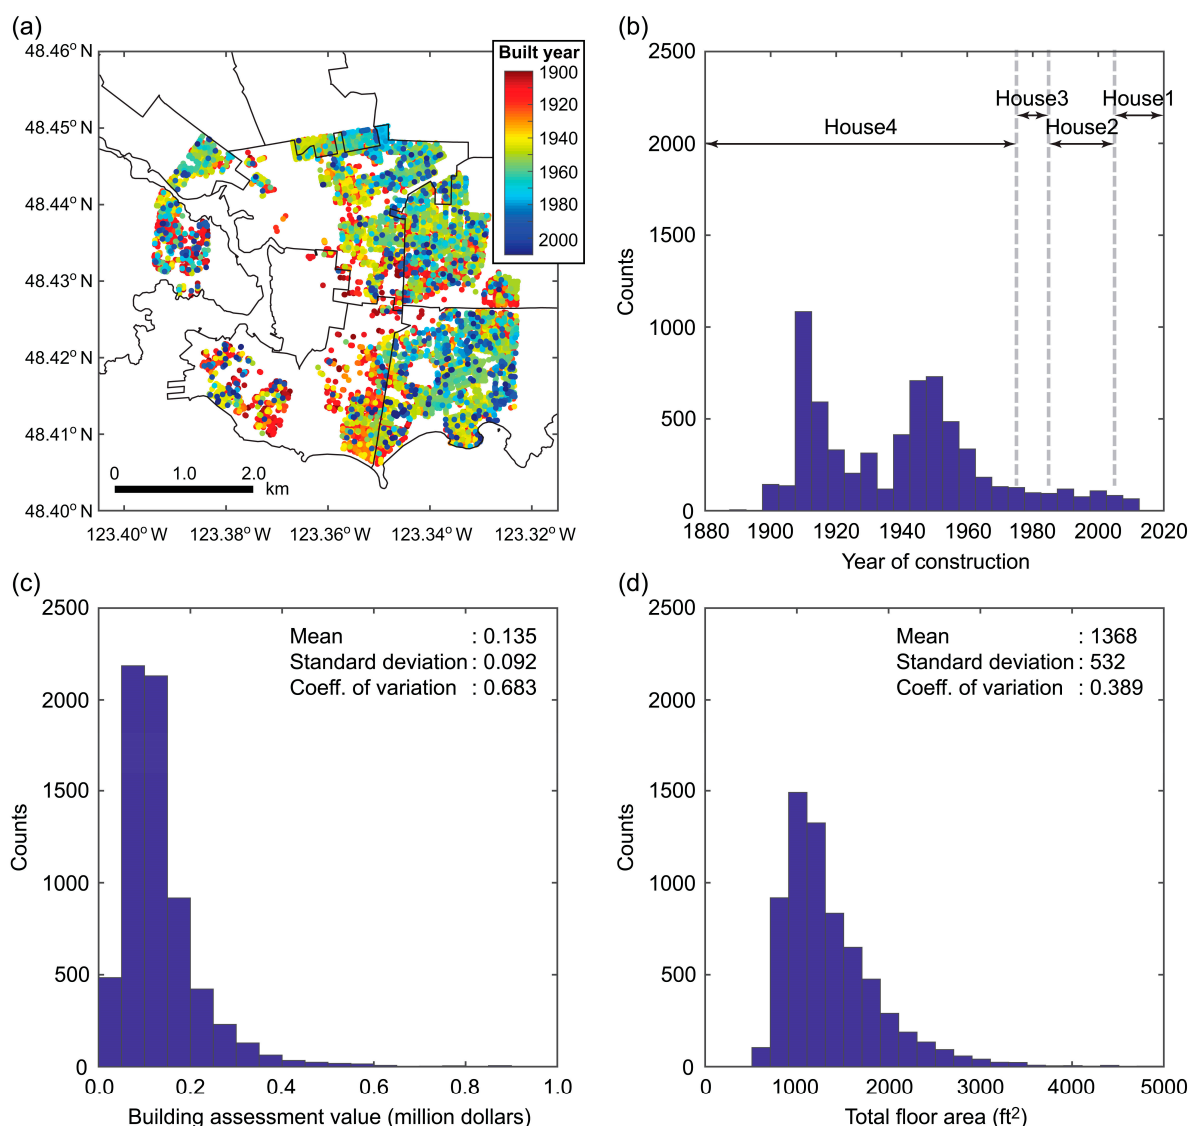 (a)
Built year
1900
1920
1940
1960
1980
2000
48.46° N
48.45° N
48.44° N
48.43° N
48.42° N
48.41° N
48.40° N
0 1.0 2.0
km
123.40° W 123.38° W 123.36° W 123.34° W 123.32° W
(b)
2500
2000
1500
1000
500
0
Counts
House3 House1
House4 House2
1880 1900 1920 1940 1960 1980 2000 2020
Year of construction
(c)
2500
2000
1500
1000
500
0
Counts
Mean : 0.135
Standard deviation : 0.092
Coeff. of variation : 0.683
0.0 0.2 0.4 0.6 0.8 1.0
Building assessment value (million dollars)
(d)
2500
2000
1500
1000
500
0
Counts
Mean : 1368
Standard deviation : 532
Coeff. of variation : 0.389
0 1000 2000 3000 4000 5000
Total floor area (ft²)